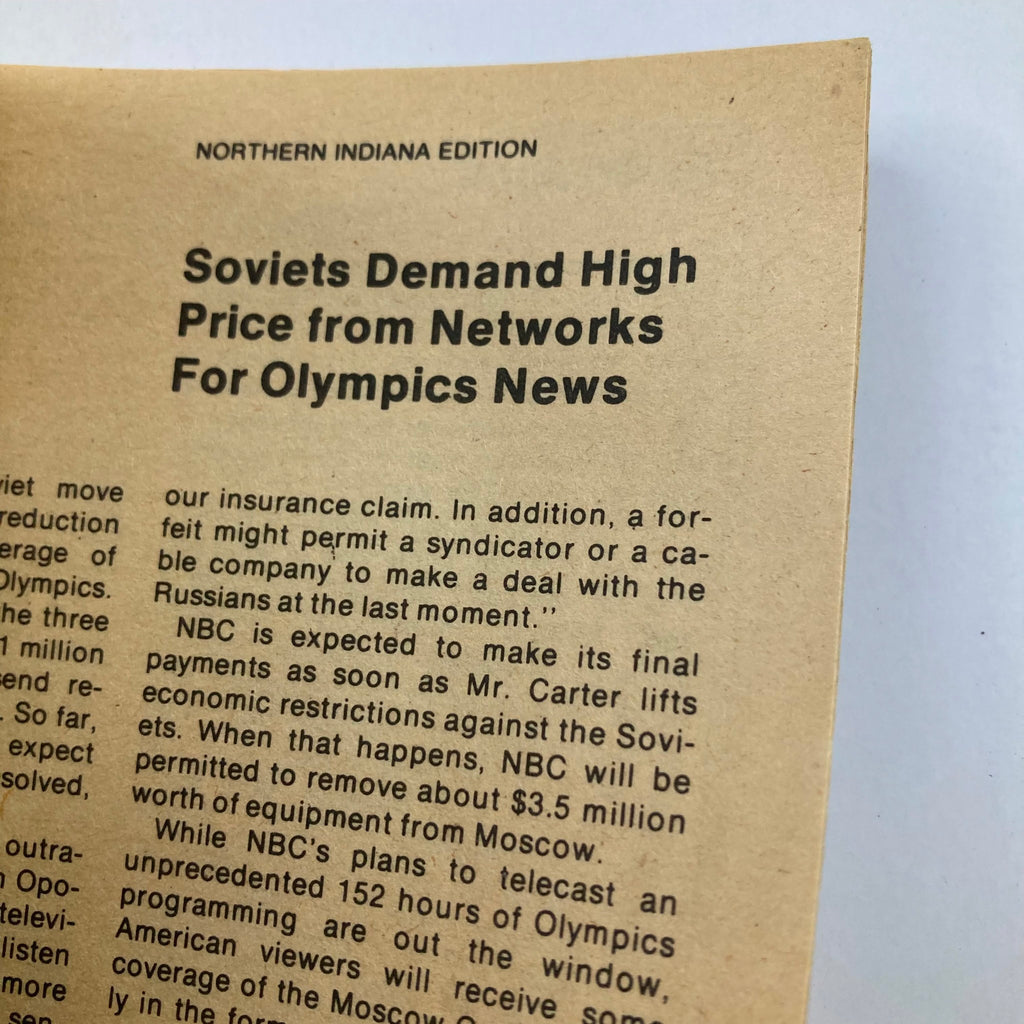 NORTHERN INDIANA EDITION
Soviets Demand High
Price from Networks
For Olympics News
move
reduction
of
Olympics.
three
million
re-
So far,
expect
solved,
outra-
Opo-
televi-
listen
more
our insurance claim. In addition, a for-
feit might permit a syndicator or a ca-
ble company to make a deal with the
Russians at the last moment."
NBC is expected to make its final
payments as soon as Mr. Carter lifts
economic restrictions against the Sovi-
ets. When that happens, NBC will be
permitted to remove about $3.5 million
worth of equipment from Moscow.
While NBC's plans to telecast an
unprecedented 152 hours of Olympics
programming are out the window,
American viewers will receive some
coverage of the Moscow
ly in the